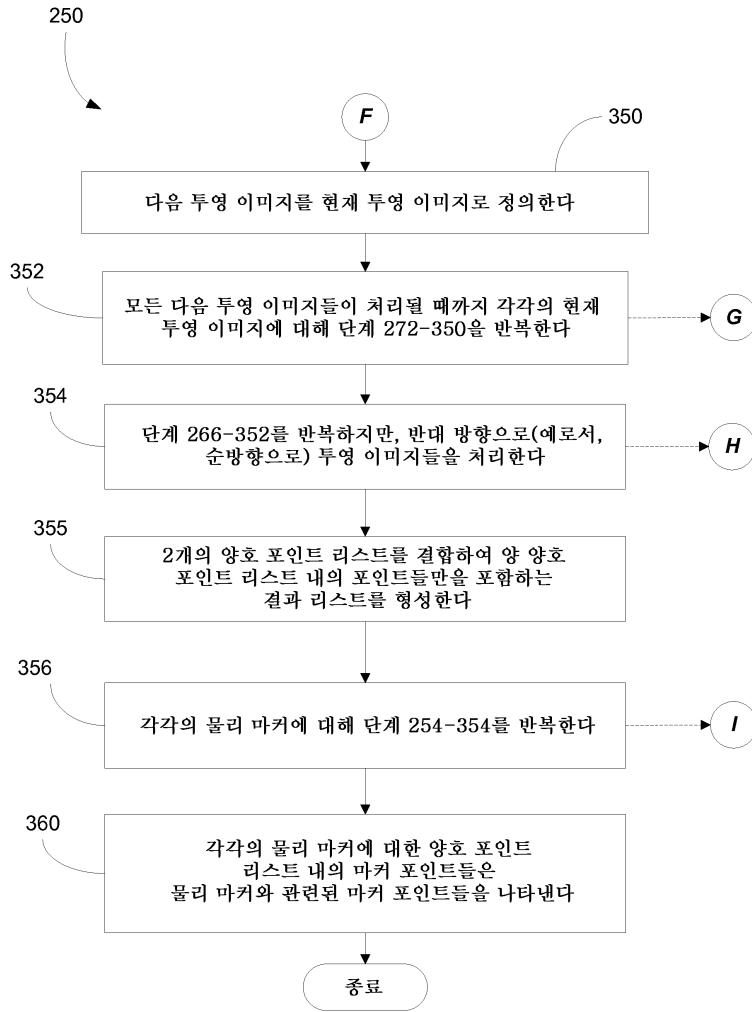 250
F
350
다음 투영 이미지를 현재 투영 이미지로 정의한다
352
모든 다음 투영 이미지들이 처리될 때까지 각각의 현재
투영 이미지에 대해 단계 272-350을 반복한다
G
354
단계 266-352를 반복하지만, 반대 방향으로(예로서,
순방향으로) 투영 이미지들을 처리한다
H
355
2개의 양호 포인트 리스트를 결합하여 양 양호
포인트 리스트 내의 포인트들만을 포함하는
결과 리스트를 형성한다
356
각각의 물리 마커에 대해 단계 254-354를 반복한다
I
360
각각의 물리 마커에 대한 양호 포인트
리스트 내의 마커 포인트들은
물리 마커와 관련된 마커 포인트들을 나타낸다
종료